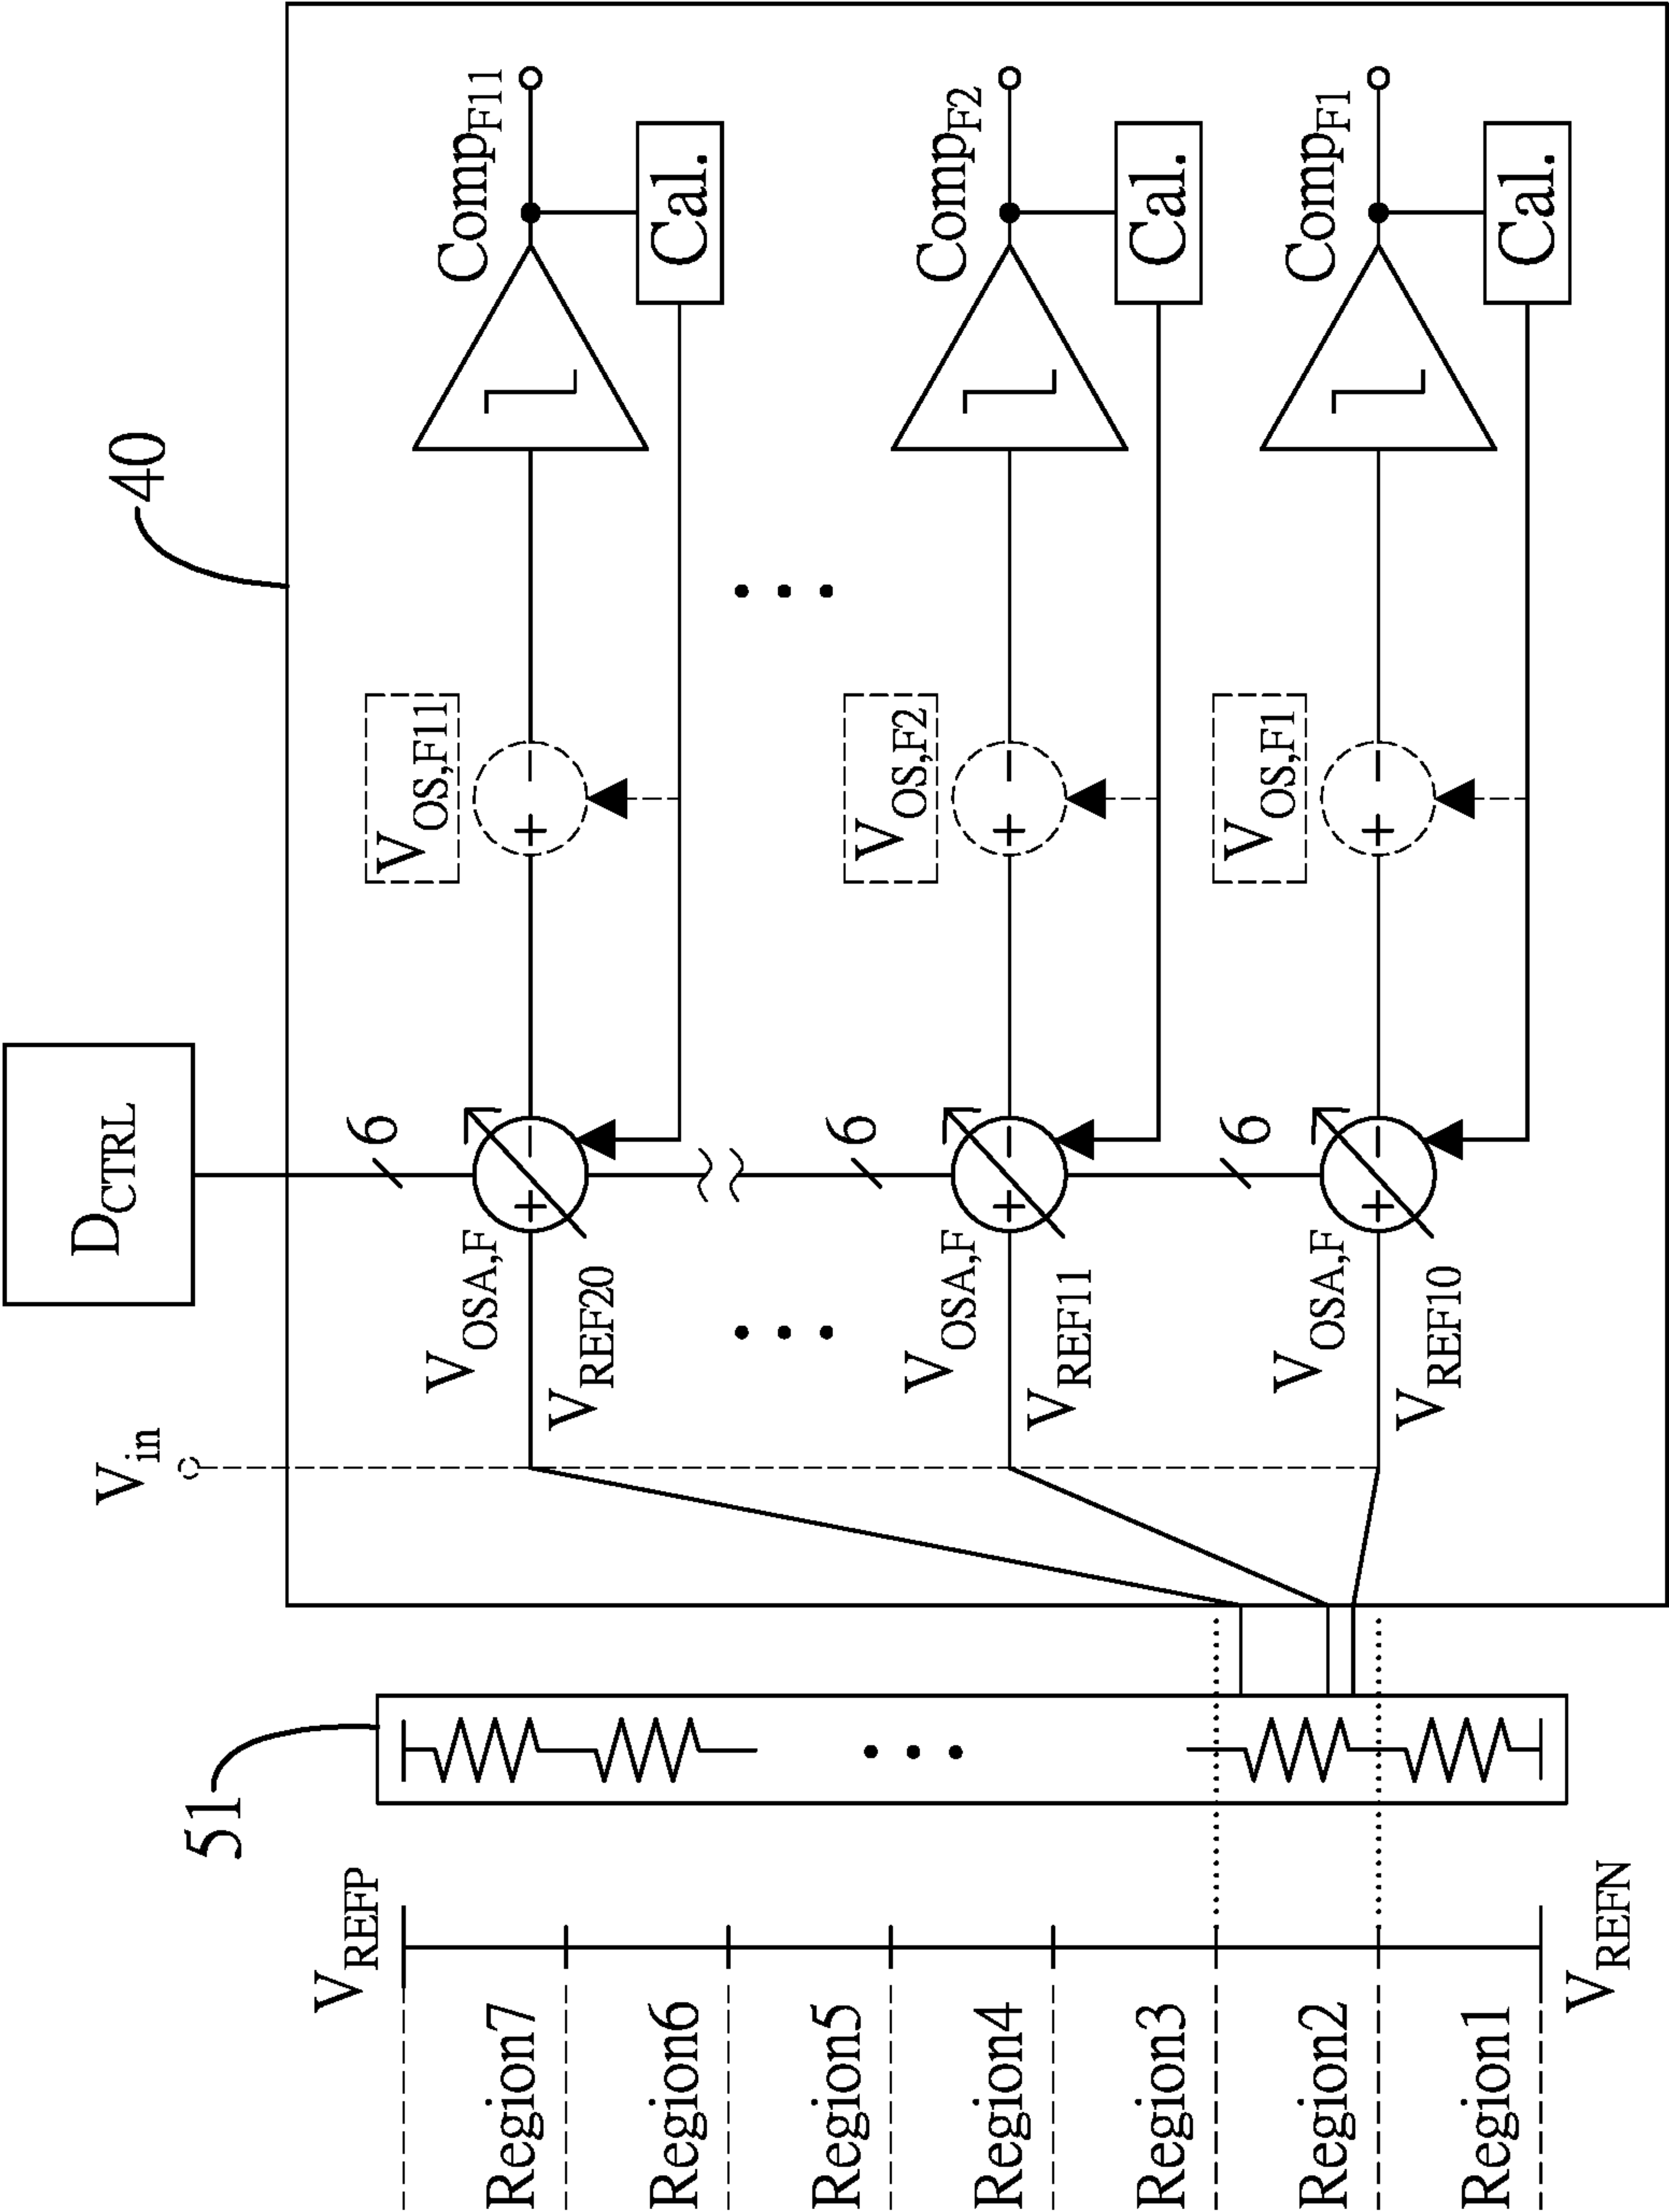 V_REFP
Region7
Region6
Region5
Region4
Region3
Region2
Region1
V_REFN
51
V_in
D_CTRL
40
6
V_OSA,F
V_REF20
V_OS,F11
Comp_F11
Cal.
6
V_OSA,F
V_REF11
V_OS,F2
Comp_F2
Cal.
6
V_OSA,F
V_REF10
V_OS,F1
Comp_F1
Cal.